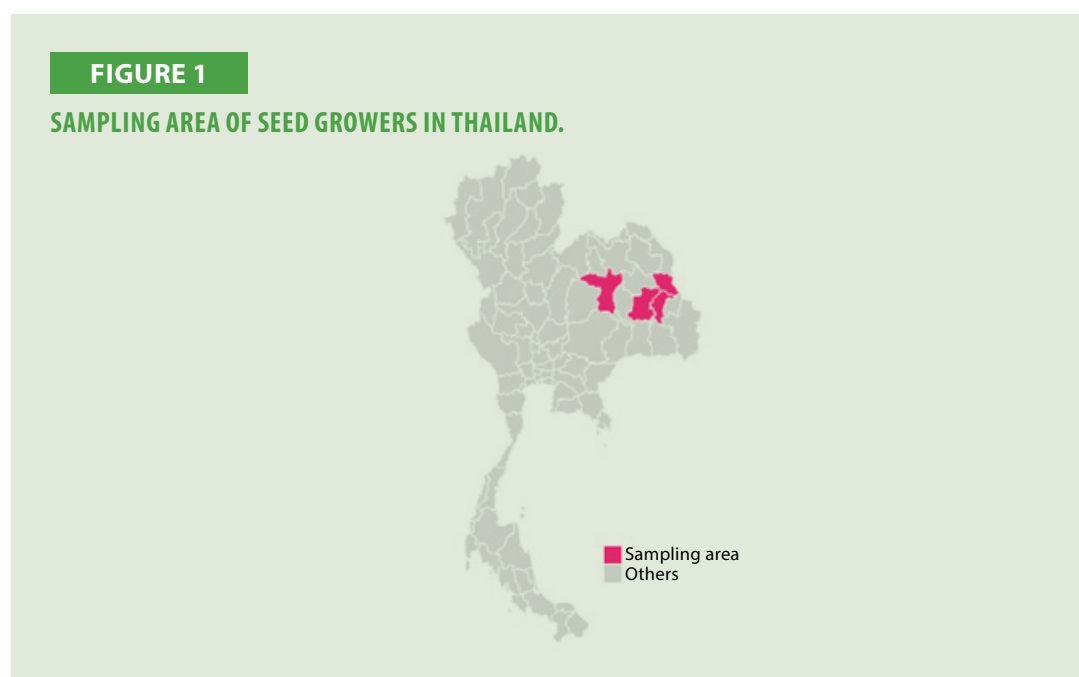 FIGURE 1
SAMPLING AREA OF SEED GROWERS IN THAILAND.
Sampling area
Others